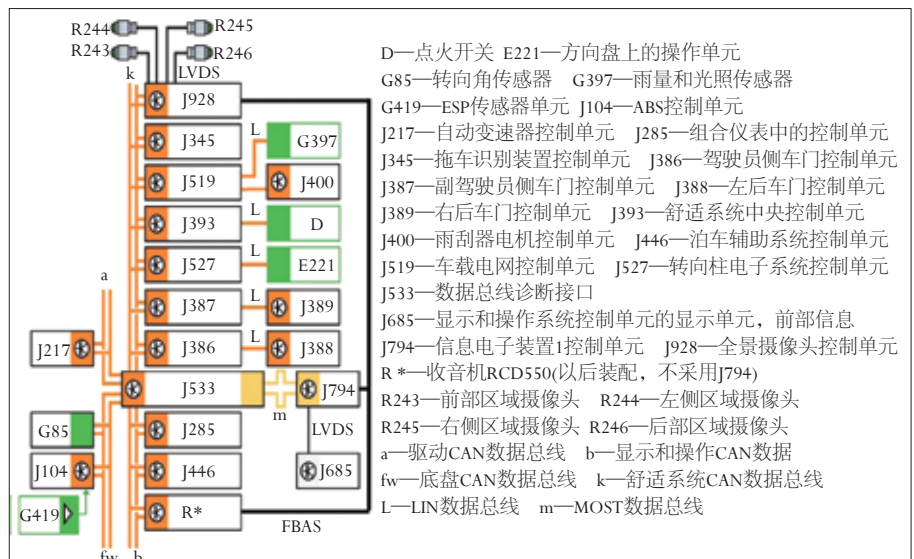 R244
R245
R243
R246
k
LVDS
J928
J345
L
G397
J519
J400
J393
L
D
J527
L
E221
a
J387
L
J389
J217
J386
L
J388
J533
m
J794
G85
J285
LVDS
J104
J446
J685
G419
R*
FBAS
fw
b
D—点火开关 E221—方向盘上的操作单元
G85—转向角传感器 G397—雨量和光照传感器
G419—ESP传感器单元 J104—ABS控制单元
J217—自动变速器控制单元 J285—组合仪表中的控制单元
J345—拖车识别装置控制单元 J386—驾驶员侧车门控制单元
J387—副驾驶员侧车门控制单元 J388—左后车门控制单元
J389—右后车门控制单元 J393—舒适系统中央控制单元
J400—雨刮器电机控制单元 J446—泊车辅助系统控制单元
J519—车载电网控制单元 J527—转向柱电子系统控制单元
J533—数据总线诊断接口
J685—显示和操作系统控制单元的显示单元，前部信息
J794—信息电子装置1控制单元 J928—全景摄像头控制单元
R *—收音机RCD550(以后装配，不采用J794)
R243—前部区域摄像头 R244—左侧区域摄像头
R245—右侧区域摄像头 R246—后部区域摄像头
a—驱动CAN数据总线 b—显示和操作CAN数据
fw—底盘CAN数据总线 k—舒适系统CAN数据总线
L—LIN数据总线 m—MOST数据总线